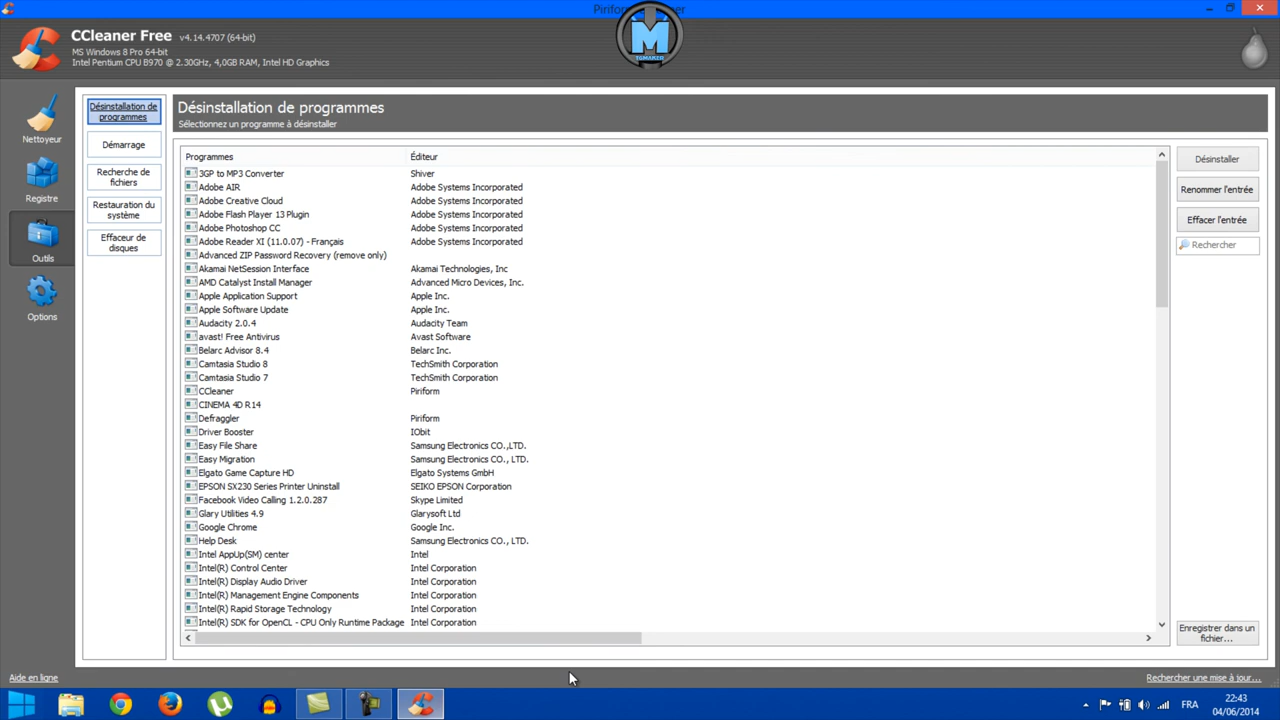 CCleaner Free v4.14.4707 (64-bit)
MS Windows 8 Pro 64-bit
Intel Pentium CPU B970 @ 2.30GHz, 4,0GB RAM, Intel HD Graphics
M
TGMAKER
Nettoyeur
Registre
Outils
Options
Désinstallation de
programmes
Démarrage
Recherche de
fichiers
Restauration du
système
Effaceur de
disques
Désinstallation de programmes
Sélectionnez un programme à désinstaller
Programmes Éditeur
3GP to MP3 Converter Shiver
Adobe AIR Adobe Systems Incorporated
Adobe Creative Cloud Adobe Systems Incorporated
Adobe Flash Player 13 Plugin Adobe Systems Incorporated
Adobe Photoshop CC Adobe Systems Incorporated
Adobe Reader XI (11.0.07) - Français Adobe Systems Incorporated
Advanced ZIP Password Recovery (remove only)
Akamai NetSession Interface Akamai Technologies, Inc
AMD Catalyst Install Manager Advanced Micro Devices, Inc.
Apple Application Support Apple Inc.
Apple Software Update Apple Inc.
Audacity 2.0.4 Audacity Team
avast! Free Antivirus Avast Software
Belarc Advisor 8.4 Belarc Inc.
Camtasia Studio 8 TechSmith Corporation
Camtasia Studio 7 TechSmith Corporation
CCleaner Piriform
CINEMA 4D R14
Defraggler Piriform
Driver Booster IObit
Easy File Share Samsung Electronics CO.,LTD.
Easy Migration Samsung Electronics CO., LTD.
Elgato Game Capture HD Elgato Systems GmbH
EPSON SX230 Series Printer Uninstall SEIKO EPSON Corporation
Facebook Video Calling 1.2.0.287 Skype Limited
Glary Utilities 4.9 Glarysoft Ltd
Google Chrome Google Inc.
Help Desk Samsung Electronics CO., LTD.
Intel AppUp(SM) center Intel
Intel(R) Control Center Intel Corporation
Intel(R) Display Audio Driver Intel Corporation
Intel(R) Management Engine Components Intel Corporation
Intel(R) Rapid Storage Technology Intel Corporation
Intel(R) SDK for OpenCL - CPU Only Runtime Package Intel Corporation
Désinstaller
Renommer l'entrée
Effacer l'entrée
Rechercher
Enregistrer dans un
fichier...
Aide en ligne
Rechercher une mise à jour...
FRA
22:43
04/06/2014